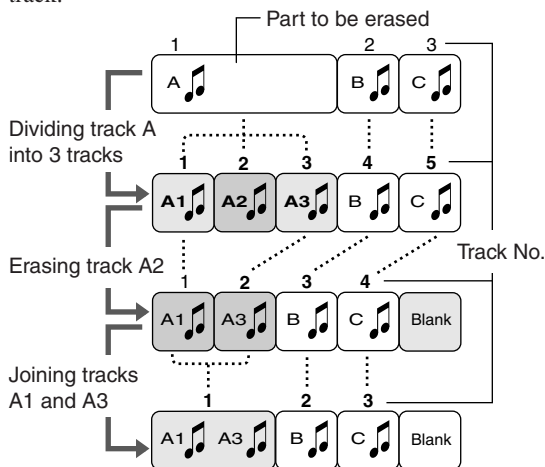 track.
Part to be erased
1 2 3
A B C
Dividing track A
into 3 tracks
1 2 3 4 5
A1 A2 A3 B C
Erasing track A2
Track No.
1 2 3 4
A1 A3 B C Blank
Joining tracks
A1 and A3
1 2 3
A1 A3 B C Blank